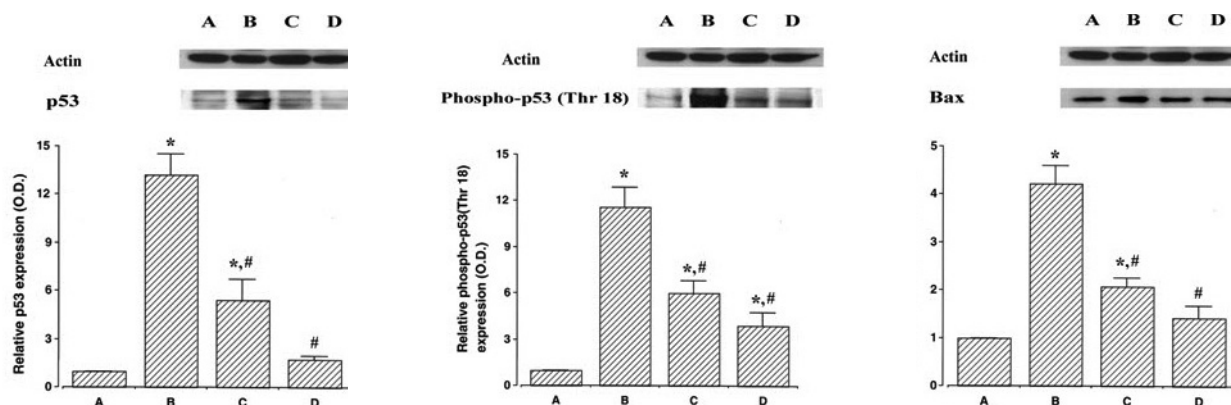 A B C D
Actin
p53
15
12
9
6
3
0
Relative p53 expression (O.D.)
*
*,#
#
A B C D
A B C D
Actin
Phospho-p53 (Thr 18)
15
12
9
6
3
0
Relative phospho-p53(Thr 18)
expression (O.D.)
*
*,#
*,#
A B C D
A B C D
Actin
Bax
5
4
3
2
1
0
*
*,#
#
A B C D